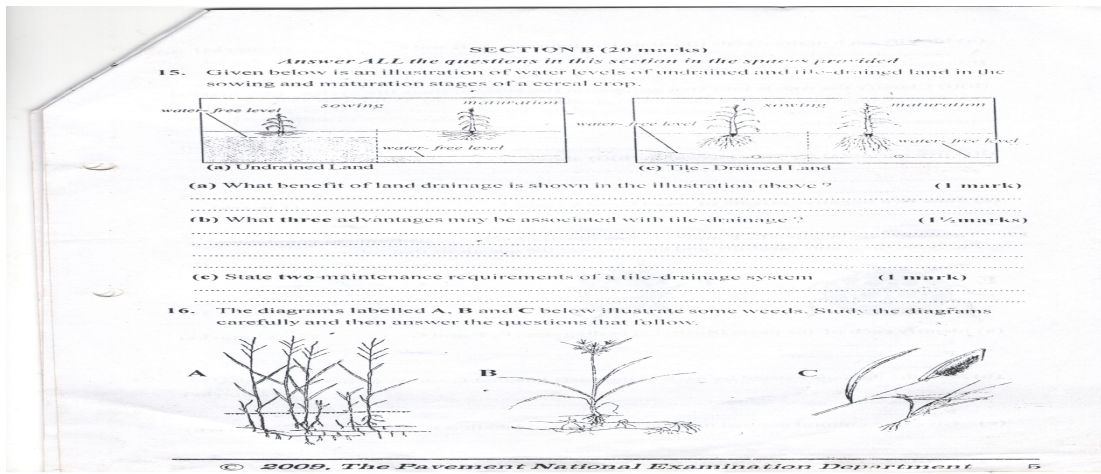 SECTION B (20 marks)
Answer ALL the questions in this section in the spaces provided
15. Given below is an illustration of water levels of undrained and tile-drained land in the
sowing and maturation stages of a cereal crop.
sowing maturation
water-free level
water-free level
(a) Undrained Land
sowing maturation
water-free level
water-free level
(c) Tile - Drained Land
(a) What benefit of land drainage is shown in the illustration above ? (1 mark)
(b) What three advantages may be associated with tile-drainage ? (1½marks)
(c) State two maintenance requirements of a tile-drainage system (1 mark)
16. The diagrams labelled A, B and C below illustrate some weeds. Study the diagrams
carefully and then answer the questions that follow.
A B C
© 2009, The Pavement National Examination Department 5